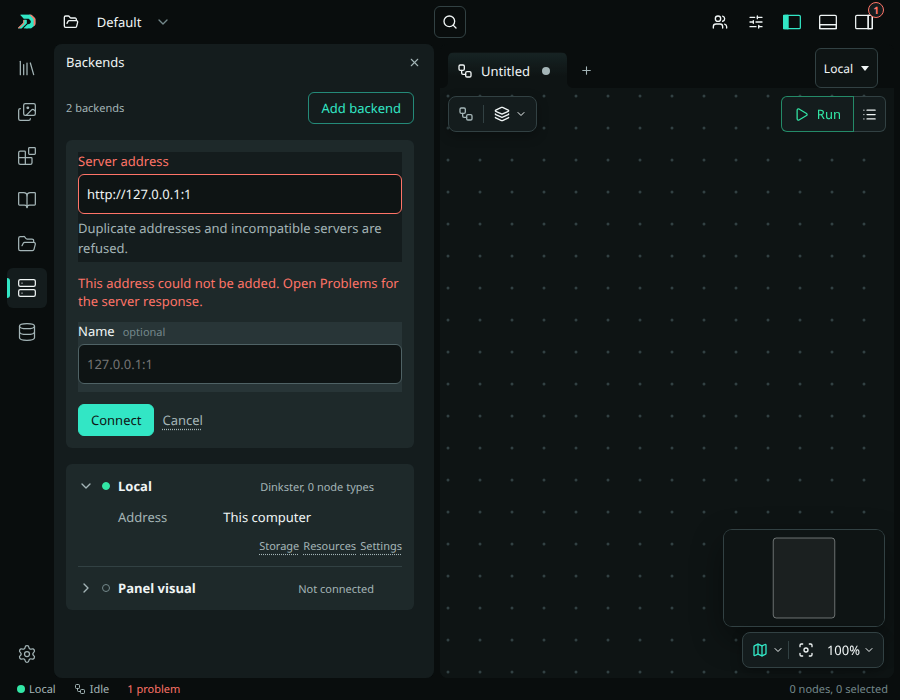 Default
1
Backends
2 backends
Add backend
Server address
http://127.0.0.1:1
Duplicate addresses and incompatible servers are
refused.
This address could not be added. Open Problems for
the server response.
Name optional
127.0.0.1:1
Connect Cancel
Local Dinkster, 0 node types
Address This computer
Storage Resources Settings
Panel visual Not connected
Untitled
Local
Run
100%
Local Idle 1 problem
0 nodes, 0 selected